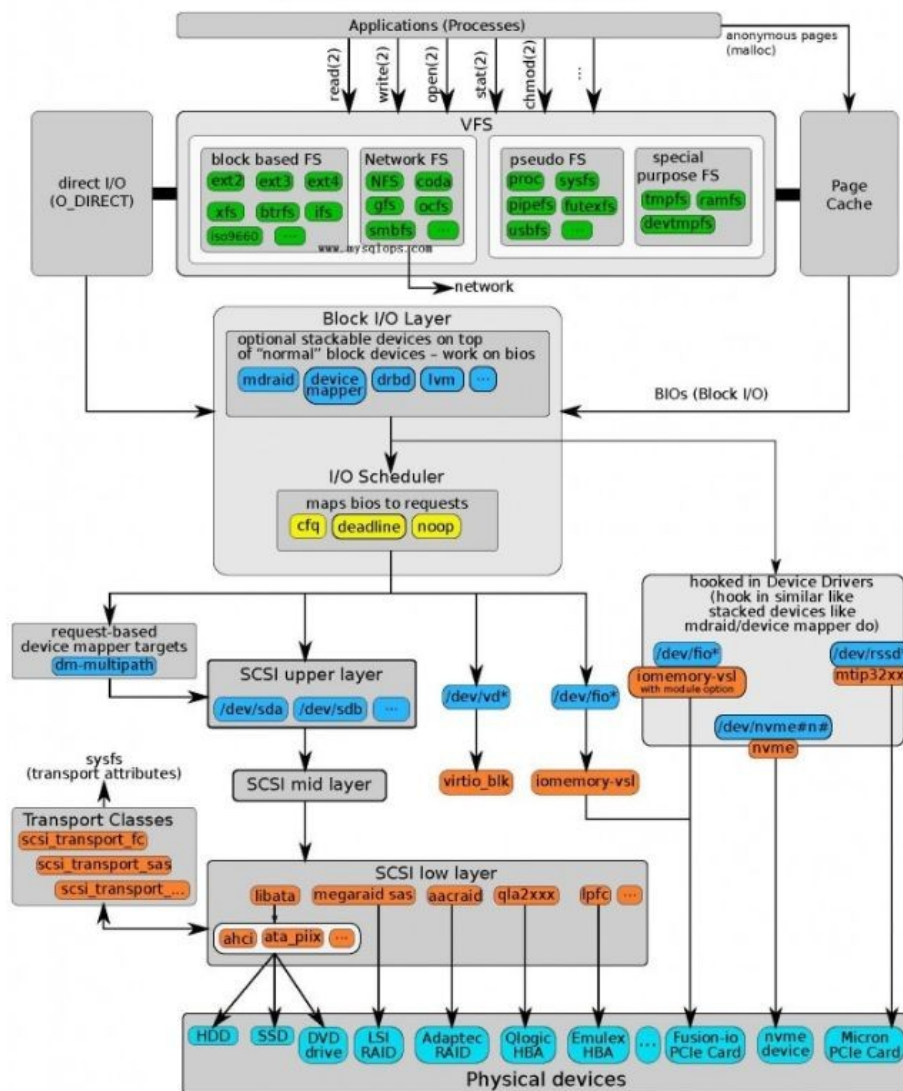 Applications (Processes)
anonymous pages
(malloc)
read(2)
write(2)
open(2)
stat(2)
chmod(2)
...
VFS
direct I/O
(O_DIRECT)
block based FS
ext2 ext3 ext4
xfs btrfs ifs
iso9660 ...
Network FS
NFS coda
gfs ocfs
smbfs ...
pseudo FS
proc sysfs
pipefs futexfs
usbfs ...
special
purpose FS
tmpfs ramfs
devtmpfs
Page
Cache
www.mysqlops.com
network
Block I/O Layer
optional stackable devices on top
of "normal" block devices – work on bios
mdraid device mapper drbd lvm ...
BIOs (Block I/O)
I/O Scheduler
maps bios to requests
cfq deadline noop
hooked in Device Drivers
(hook in similar like
stacked devices like
mdraid/device mapper do)
request-based
device mapper targets
dm-multipath
SCSI upper layer
/dev/sda /dev/sdb ...
/dev/vd*
/dev/fio*
/dev/fio*
iomemory-vsl
with module option
/dev/rssd*
mtip32xx
/dev/nvme#n#
nvme
sysfs
(transport attributes)
SCSI mid layer
virtio_blk
iomemory-vsl
Transport Classes
scsi_transport_fc
scsi_transport_sas
scsi_transport_...
SCSI low layer
libata megaraid sas aacraid qla2xxx lpfc ...
ahci ata_piix ...
HDD
SSD
DVD
drive
LSI
RAID
Adaptec
RAID
Qlogic
HBA
Emulex
HBA
...
Fusion-io
PCIe Card
nvme
device
Micron
PCIe Card
Physical devices